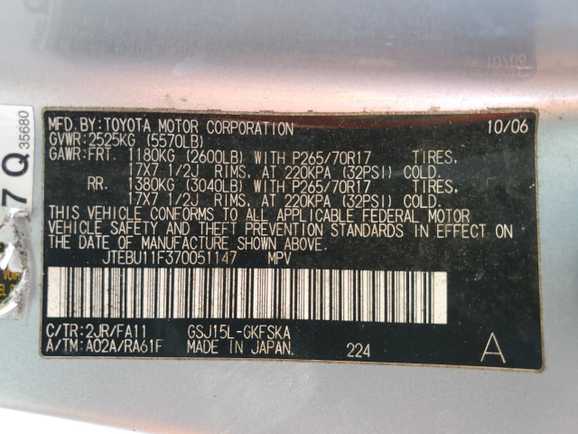 MFD.BY:TOYOTA MOTOR CORPORATION 10/06
GVWR:2525KG (5570LB)
GAWR:FRT. 1180KG (2600LB) WITH P265/70R17 TIRES,
17X7 1/2J RIMS, AT 220KPA (32PSI) COLD.
RR. 1380KG (3040LB) WITH P265/70R17 TIRES,
17X7 1/2J RIMS, AT 220KPA (32PSI) COLD.
THIS VEHICLE CONFORMS TO ALL APPLICABLE FEDERAL MOTOR
VEHICLE SAFETY AND THEFT PREVENTION STANDARDS IN EFFECT ON
THE DATE OF MANUFACTURE SHOWN ABOVE.
JTEBU11F370051147 MPV
C/TR:2JR/FA11 GSJ15L-GKFSKA
A/TM:A02A/RA61F MADE IN JAPAN. 224 A
7 Q 35680